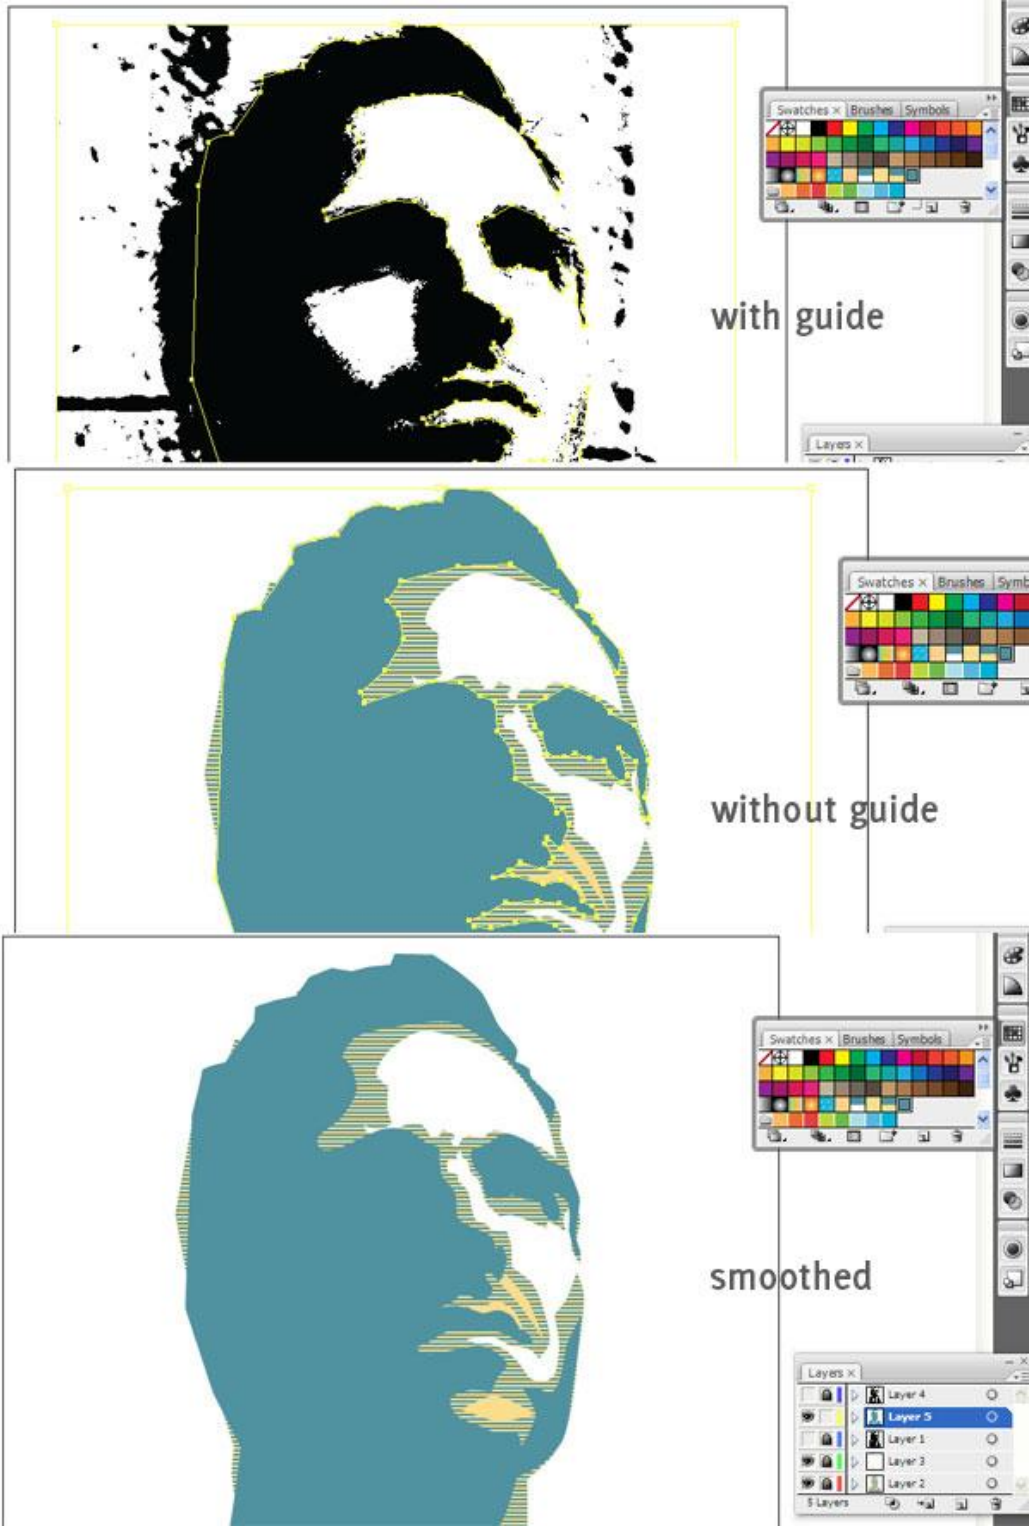 Swatches × Brushes Symbols
with guide
Layers ×
Swatches × Brushes Symb
without guide
Swatches × Brushes Symbols
smoothed
Layers ×
Layer 4
Layer 5
Layer 1
Layer 3
Layer 2
5 Layers